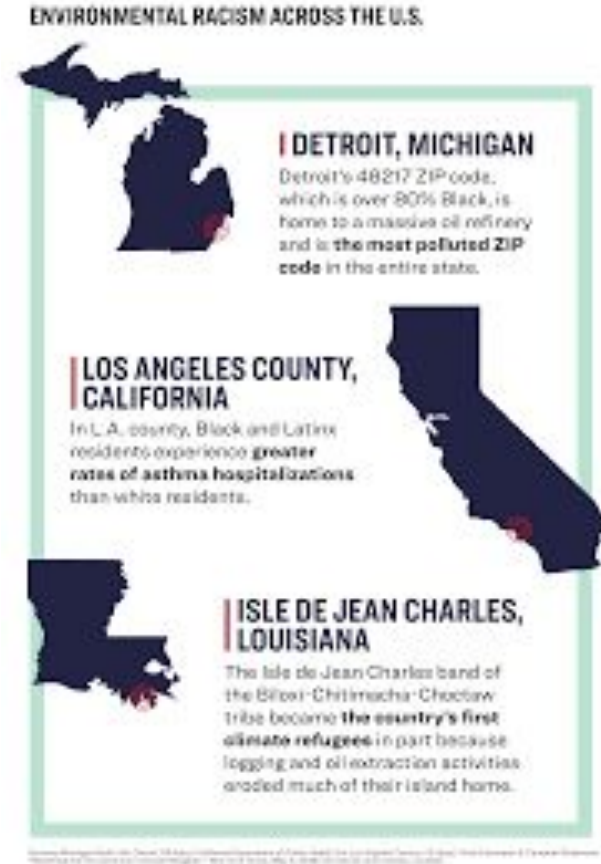 ENVIRONMENTAL RACISM ACROSS THE U.S.
DETROIT, MICHIGAN
Detroit's 48217 ZIP code,
which is over 80% Black, is
home to a massive oil refinery
and is the most polluted ZIP
code in the entire state.
LOS ANGELES COUNTY,
CALIFORNIA
In L.A. county, Black and Latinx
residents experience greater
rates of asthma hospitalizations
than white residents.
ISLE DE JEAN CHARLES,
LOUISIANA
The Isle de Jean Charles band of
the Biloxi-Chitimacha-Choctaw
tribe became the country's first
climate refugees in part because
logging and oil extraction activities
eroded much of their island home.